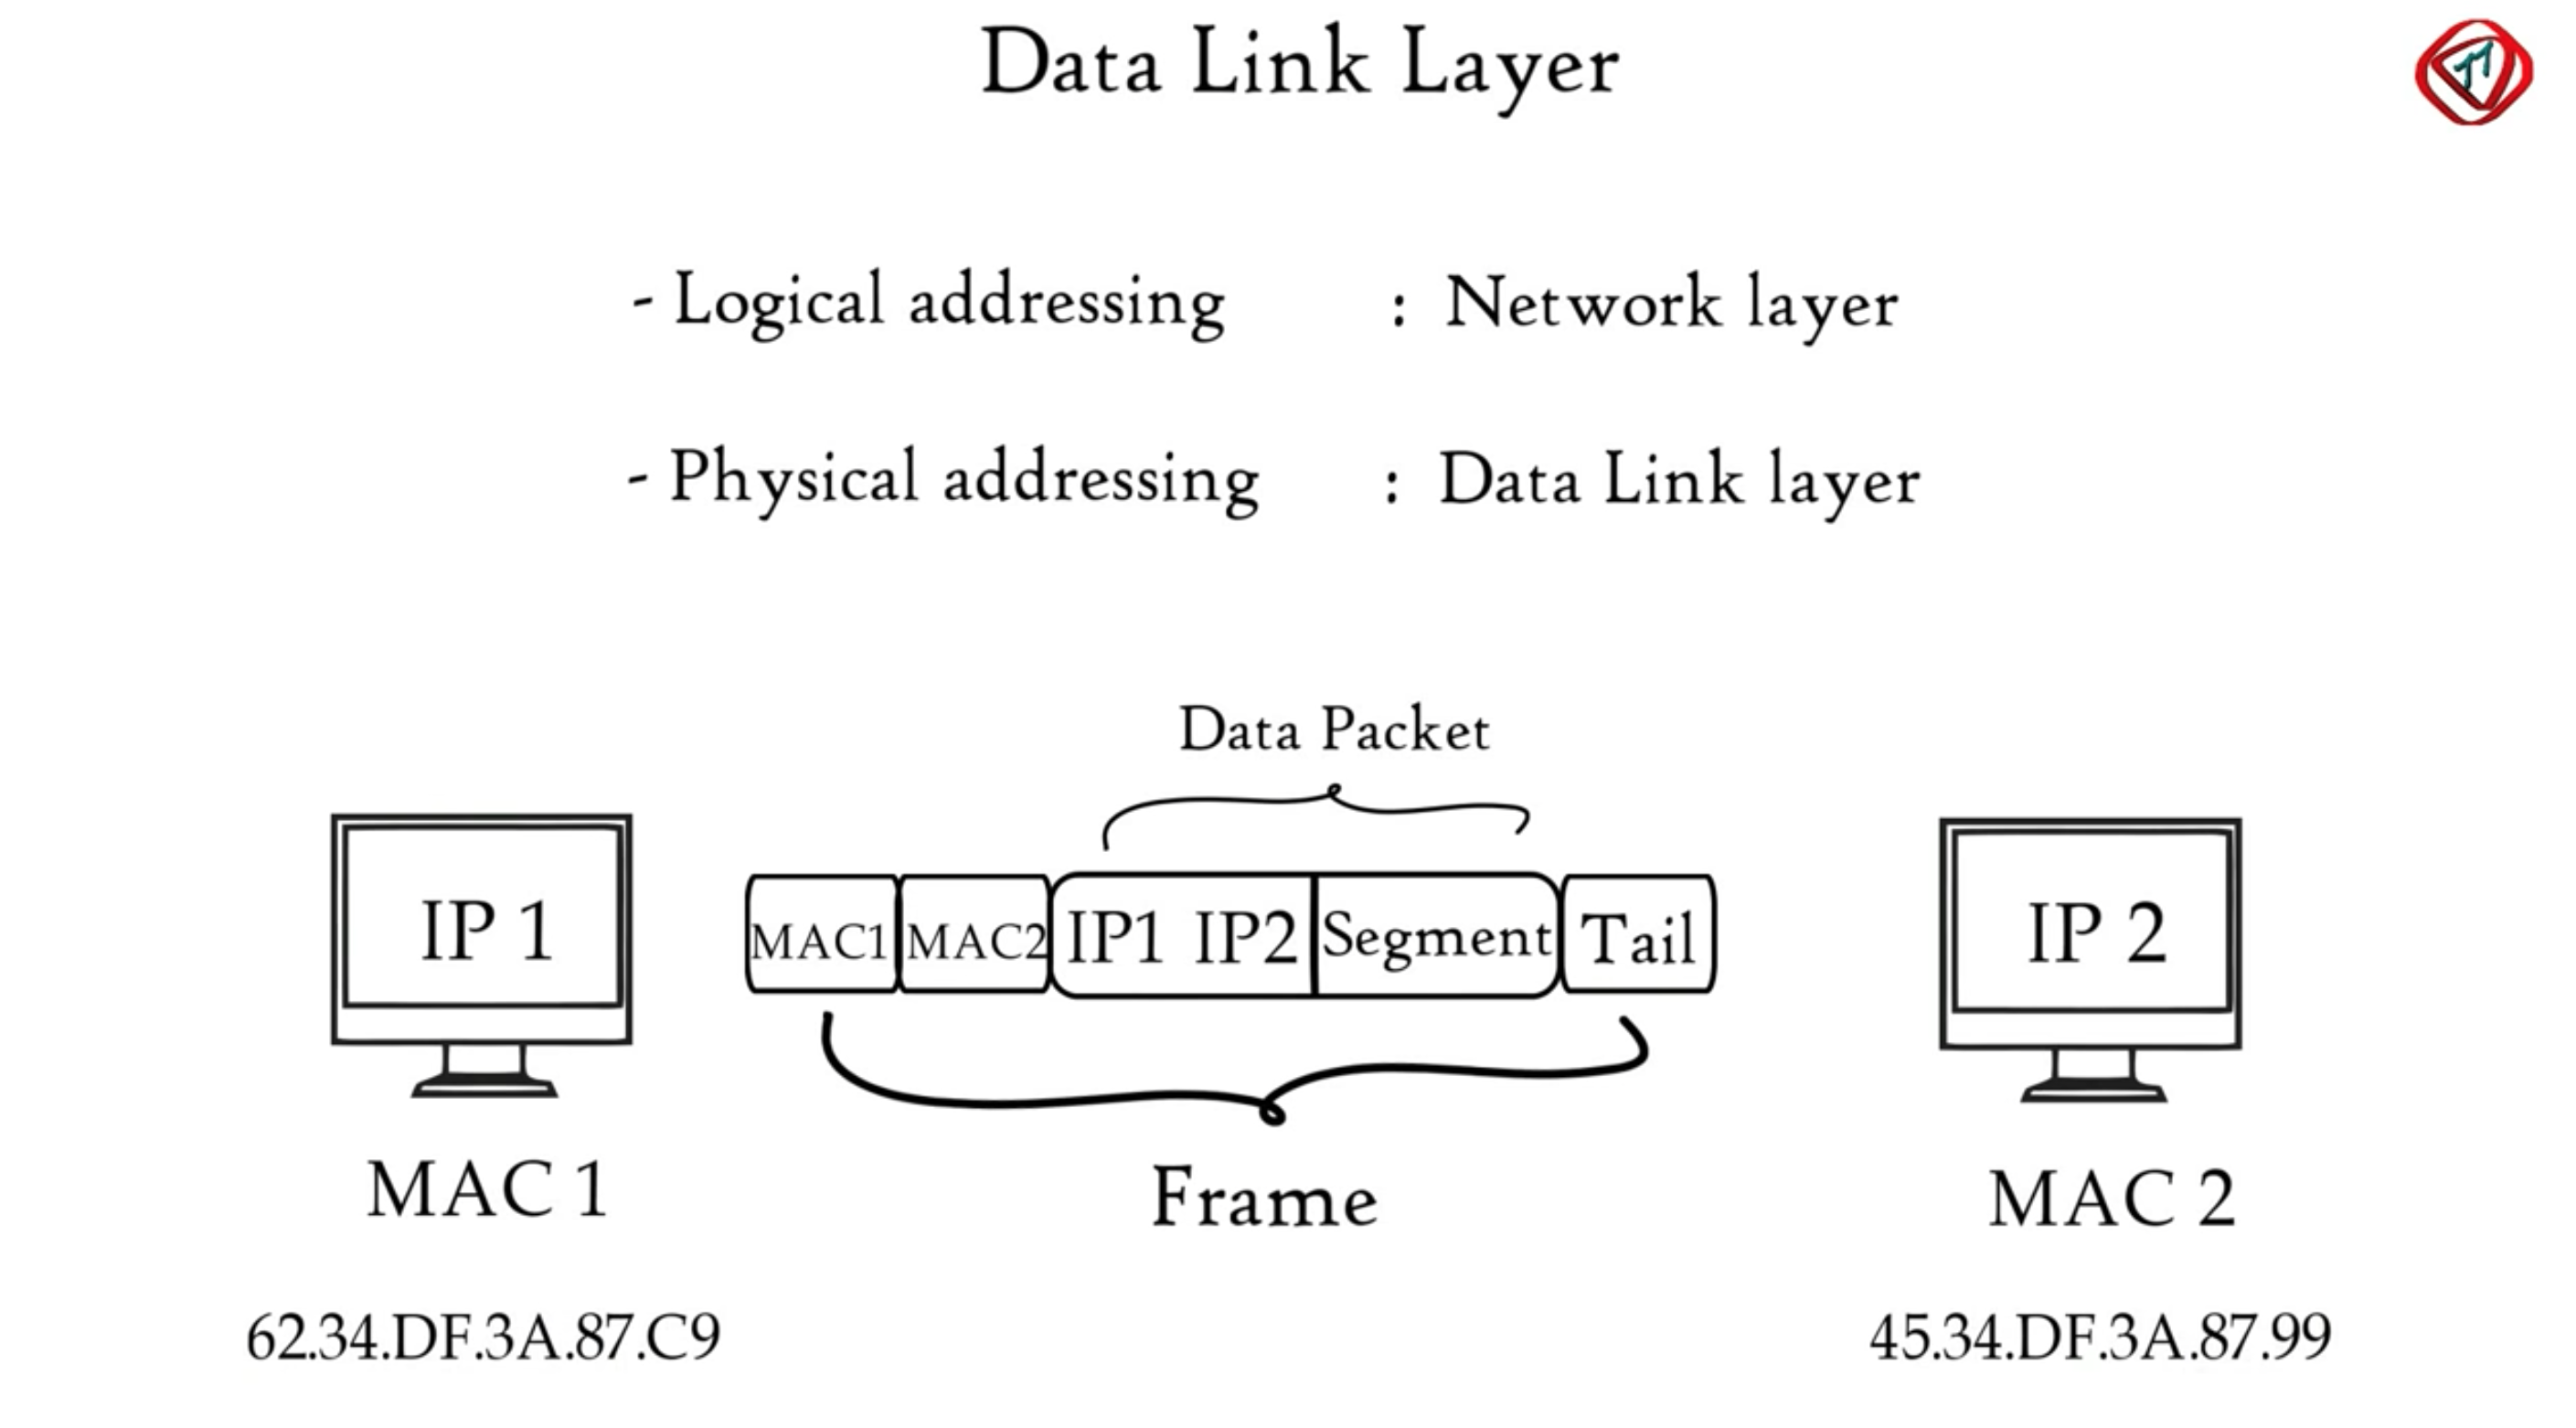 Data Link Layer
- Logical addressing : Network layer
- Physical addressing : Data Link layer
Data Packet
IP 1
MAC1 MAC2 IP1 IP2 Segment Tail
IP 2
MAC 1
Frame
MAC 2
62.34.DF.3A.87.C9
45.34.DF.3A.87.99